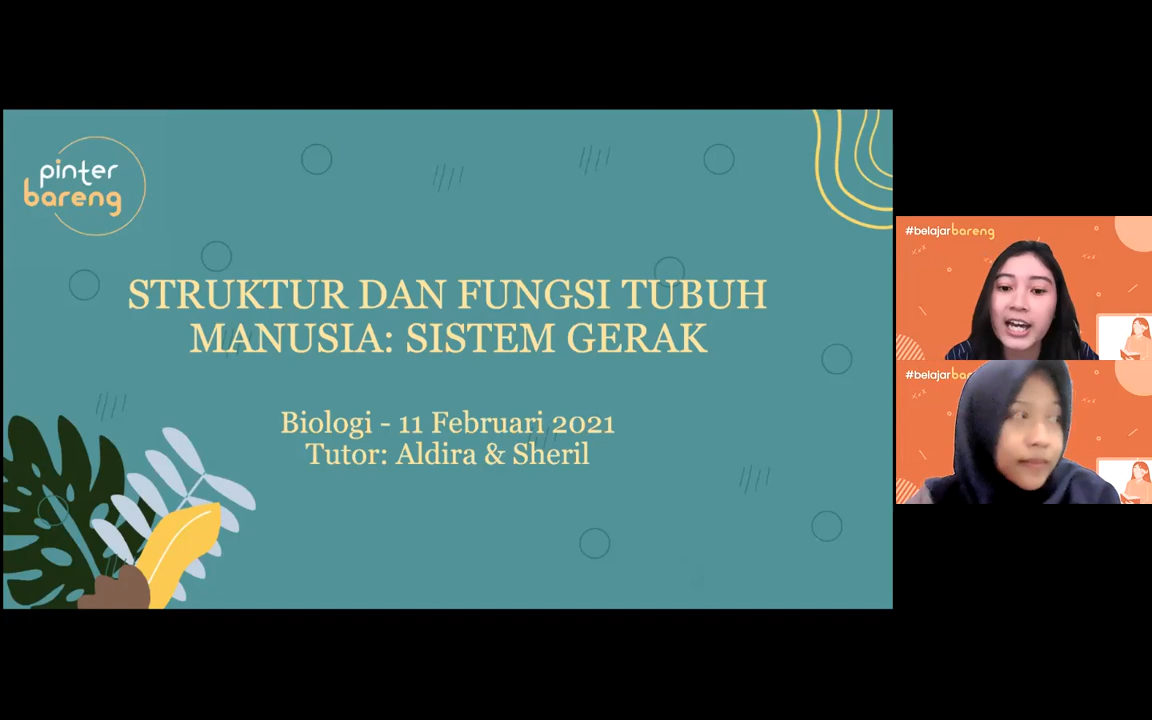 pinter
bareng
STRUKTUR DAN FUNGSI TUBUH
MANUSIA: SISTEM GERAK
Biologi - 11 Februari 2021
Tutor: Aldira & Sheril
#belajarbareng
#belajarbar